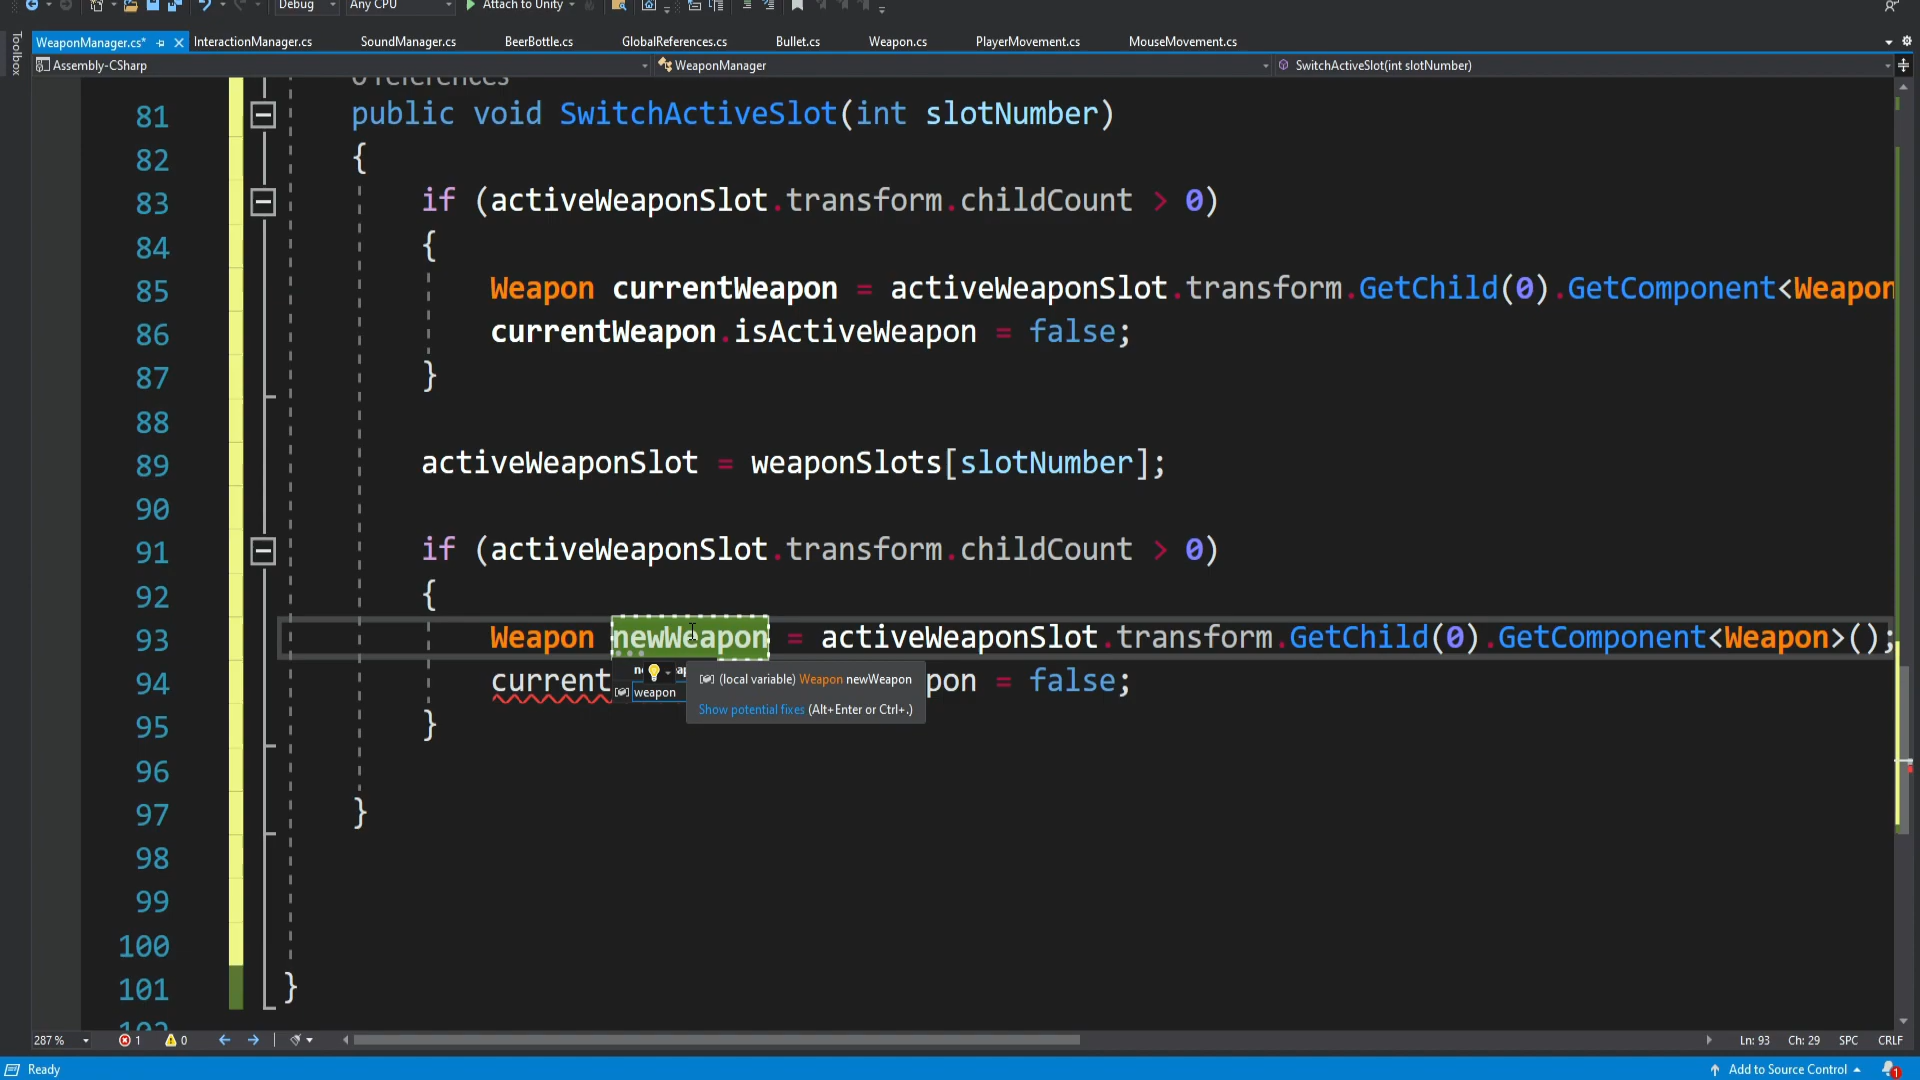 Debug Any CPU Attach to Unity
WeaponManager.cs* InteractionManager.cs SoundManager.cs BeerBottle.cs GlobalReferences.cs Bullet.cs Weapon.cs PlayerMovement.cs MouseMovement.cs
Toolbox
Assembly-CSharp WeaponManager SwitchActiveSlot(int slotNumber)
0 references
81 public void SwitchActiveSlot(int slotNumber)
82 {
83 if (activeWeaponSlot.transform.childCount > 0)
84 {
85 Weapon currentWeapon = activeWeaponSlot.transform.GetChild(0).GetComponent<Weapon
86 currentWeapon.isActiveWeapon = false;
87 }
88
89 activeWeaponSlot = weaponSlots[slotNumber];
90
91 if (activeWeaponSlot.transform.childCount > 0)
92 {
93 Weapon newWeapon = activeWeaponSlot.transform.GetChild(0).GetComponent<Weapon>();
94 current pon = false;
weapon
(local variable) Weapon newWeapon
Show potential fixes (Alt+Enter or Ctrl+.)
95 }
96
97 }
98
99
100
101 }
102
287 % 1 0 Ln: 93 Ch: 29 SPC CRLF
Ready Add to Source Control 1